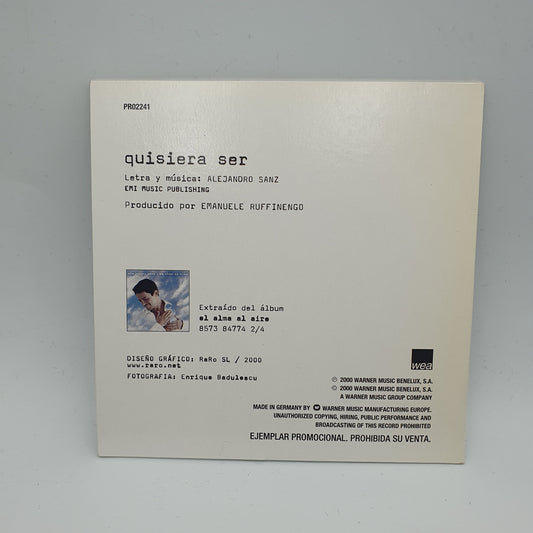 PR02241
quisiera ser
Letra y música: ALEJANDRO SANZ
EMI MUSIC PUBLISHING
Producido por EMANUELE RUFFINENGO
Extraído del álbum
el alma al aire
8573 84774 2/4
DISEÑO GRÁFICO: RaRo SL / 2000
www.raro.net
FOTOGRAFIA: Enrique Badulescu
wea
℗ 2000 WARNER MUSIC BENELUX, S.A.
© 2000 WARNER MUSIC BENELUX, S.A.
A WARNER MUSIC GROUP COMPANY
MADE IN GERMANY BY WARNER MUSIC MANUFACTURING EUROPE.
UNAUTHORIZED COPYING, HIRING, PUBLIC PERFORMANCE AND
BROADCASTING OF THIS RECORD PROHIBITED
EJEMPLAR PROMOCIONAL. PROHIBIDA SU VENTA.